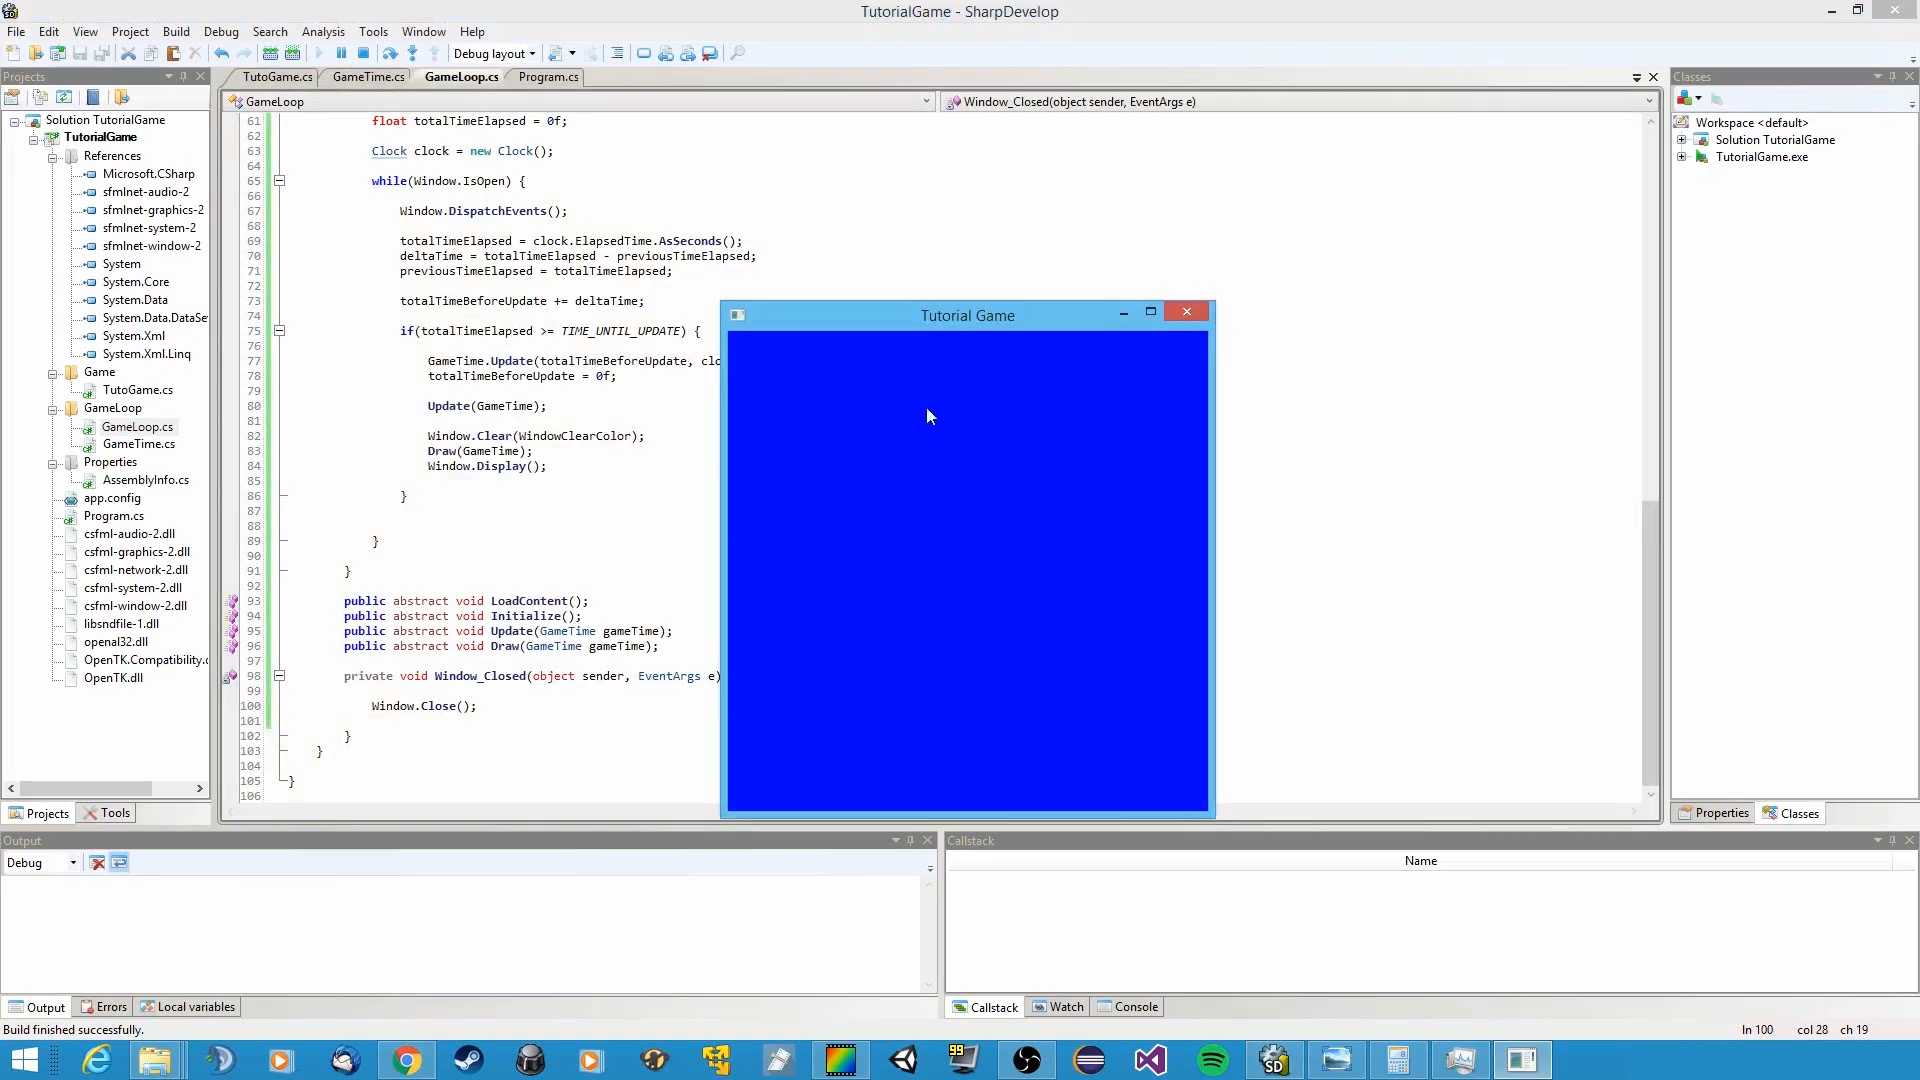 TutorialGame - SharpDevelop
File Edit View Project Build Debug Search Analysis Tools Window Help
Debug layout
Projects
TutoGame.cs GameTime.cs GameLoop.cs Program.cs
Classes
GameLoop
Window_Closed(object sender, EventArgs e)
Solution TutorialGame
TutorialGame
References
Microsoft.CSharp
sfmlnet-audio-2
sfmlnet-graphics-2
sfmlnet-system-2
sfmlnet-window-2
System
System.Core
System.Data
System.Data.DataSe
System.Xml
System.Xml.Linq
Game
TutoGame.cs
GameLoop
GameLoop.cs
GameTime.cs
Properties
AssemblyInfo.cs
app.config
Program.cs
csfml-audio-2.dll
csfml-graphics-2.dll
csfml-network-2.dll
csfml-system-2.dll
csfml-window-2.dll
libsndfile-1.dll
openal32.dll
OpenTK.Compatibility.c
OpenTK.dll
Projects Tools
61 float totalTimeElapsed = 0f;
62
63 Clock clock = new Clock();
64
65 while(Window.IsOpen) {
66
67 Window.DispatchEvents();
68
69 totalTimeElapsed = clock.ElapsedTime.AsSeconds();
70 deltaTime = totalTimeElapsed - previousTimeElapsed;
71 previousTimeElapsed = totalTimeElapsed;
72
73 totalTimeBeforeUpdate += deltaTime;
74
75 if(totalTimeElapsed >= TIME_UNTIL_UPDATE) {
76
77 GameTime.Update(totalTimeBeforeUpdate, clo
78 totalTimeBeforeUpdate = 0f;
79
80 Update(GameTime);
81
82 Window.Clear(WindowClearColor);
83 Draw(GameTime);
84 Window.Display();
85
86 }
87
88
89 }
90
91 }
92
93 public abstract void LoadContent();
94 public abstract void Initialize();
95 public abstract void Update(GameTime gameTime);
96 public abstract void Draw(GameTime gameTime);
97
98 private void Window_Closed(object sender, EventArgs e)
99
100 Window.Close();
101
102 }
103 }
104
105 }
106
Tutorial Game
Workspace <default>
Solution TutorialGame
TutorialGame.exe
Properties Classes
Output
Debug
Callstack
Name
Output Errors Local variables
Callstack Watch Console
Build finished successfully.
ln 100 col 28 ch 19
99
SD